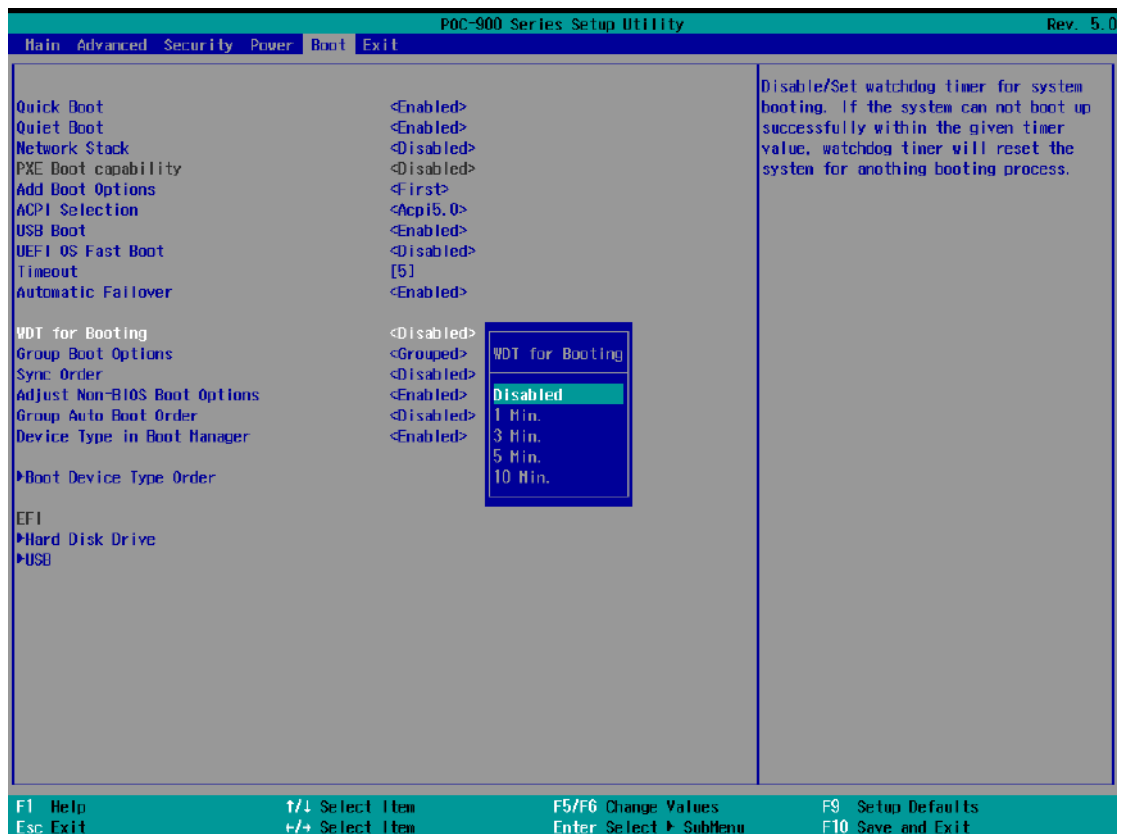 POC-900 Series Setup Utility Rev. 5.0
Main Advanced Security Power Boot Exit
Quick Boot <Enabled>
Quiet Boot <Enabled>
Network Stack <Disabled>
PXE Boot capability <Disabled>
Add Boot Options <First>
ACPI Selection <Acpi5.0>
USB Boot <Enabled>
UEFI OS Fast Boot <Disabled>
Timeout [5]
Automatic Failover <Enabled>
WDT for Booting <Disabled>
Group Boot Options <Grouped>
Sync Order <Disabled>
Adjust Non-BIOS Boot Options <Enabled>
Group Auto Boot Order <Disabled>
Device Type in Boot Manager <Enabled>
▶Boot Device Type Order
EFI
▶Hard Disk Drive
▶USB
WDT for Booting
Disabled
1 Min.
3 Min.
5 Min.
10 Min.
Disable/Set watchdog timer for system
booting. If the system can not boot up
successfully within the given timer
value, watchdog timer will reset the
system for anothing booting process.
F1 Help ↑/↓ Select Item F5/F6 Change Values F9 Setup Defaults
Esc Exit ←/→ Select Item Enter Select ▶ SubMenu F10 Save and Exit